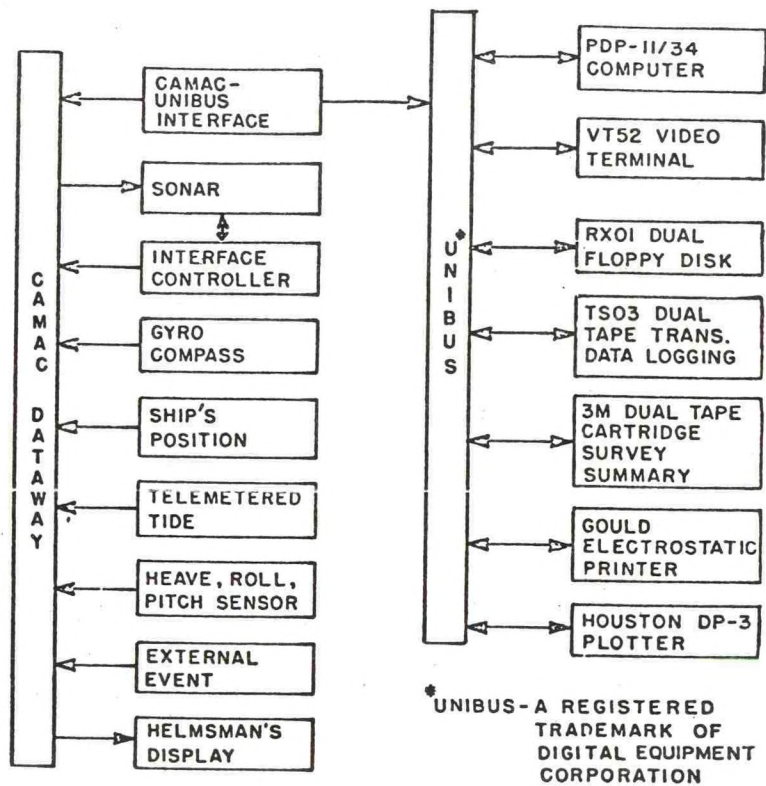 CAMAC-
UNIBUS
INTERFACE
SONAR
INTERFACE
CONTROLLER
GYRO
COMPASS
SHIP'S
POSITION
TELEMETERED
TIDE
HEAVE, ROLL,
PITCH SENSOR
EXTERNAL
EVENT
HELMSMAN'S
DISPLAY
CAMAC DATAWAY
UNIBUS*
PDP-11/34
COMPUTER
VT52 VIDEO
TERMINAL
RX01 DUAL
FLOPPY DISK
TS03 DUAL
TAPE TRANS.
DATA LOGGING
3M DUAL TAPE
CARTRIDGE
SURVEY
SUMMARY
GOULD
ELECTROSTATIC
PRINTER
HOUSTON DP-3
PLOTTER
*UNIBUS-A REGISTERED
TRADEMARK OF
DIGITAL EQUIPMENT
CORPORATION